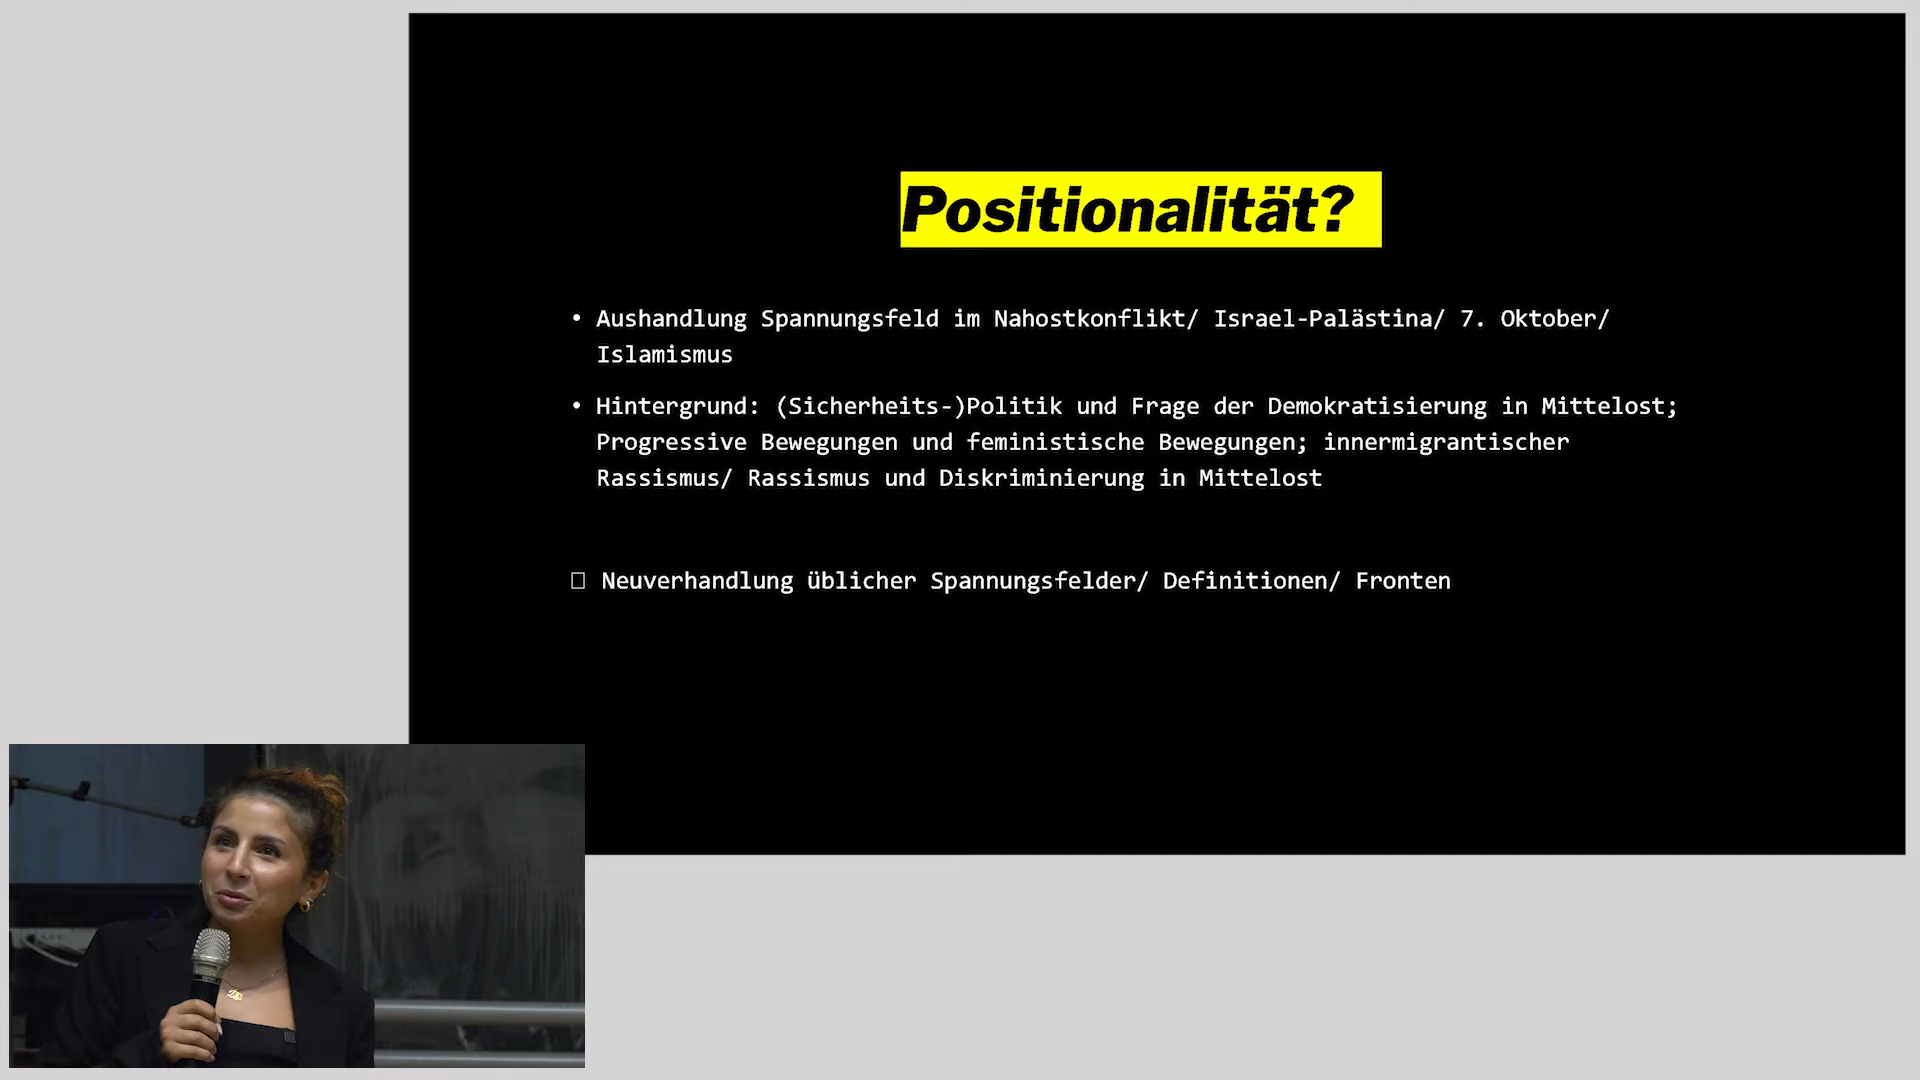 Positionalität?
• Aushandlung Spannungsfeld im Nahostkonflikt/ Israel-Palästina/ 7. Oktober/
Islamismus
• Hintergrund: (Sicherheits-)Politik und Frage der Demokratisierung in Mittelost;
Progressive Bewegungen und feministische Bewegungen; innermigrantischer
Rassismus/ Rassismus und Diskriminierung in Mittelost
Neuverhandlung üblicher Spannungsfelder/ Definitionen/ Fronten